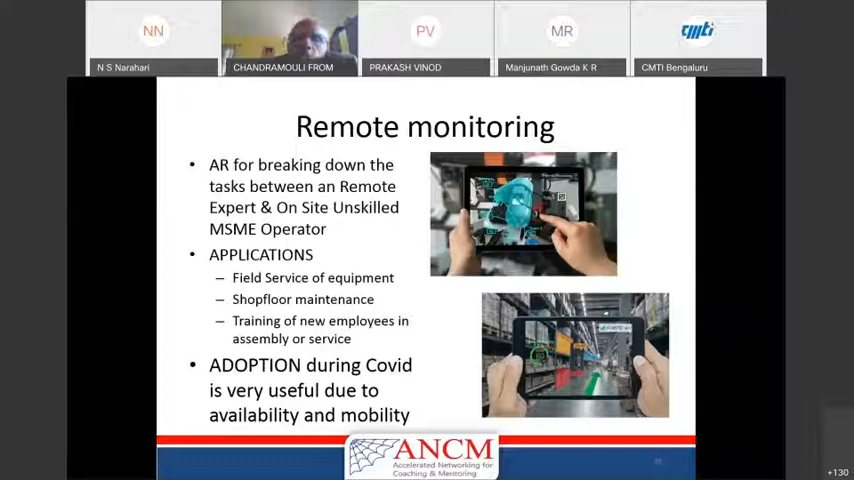 NN
PV
MR
cmti
N S Narahari
CHANDRAMOULI FROM
PRAKASH VINOD
Manjunath Gowda K R
CMTI Bengaluru
Remote monitoring
• AR for breaking down the
tasks between an Remote
Expert & On Site Unskilled
MSME Operator
• APPLICATIONS
– Field Service of equipment
– Shopfloor maintenance
– Training of new employees in
assembly or service
• ADOPTION during Covid
is very useful due to
availability and mobility
ANCM
Accelerated Networking for
Coaching & Mentoring
+130